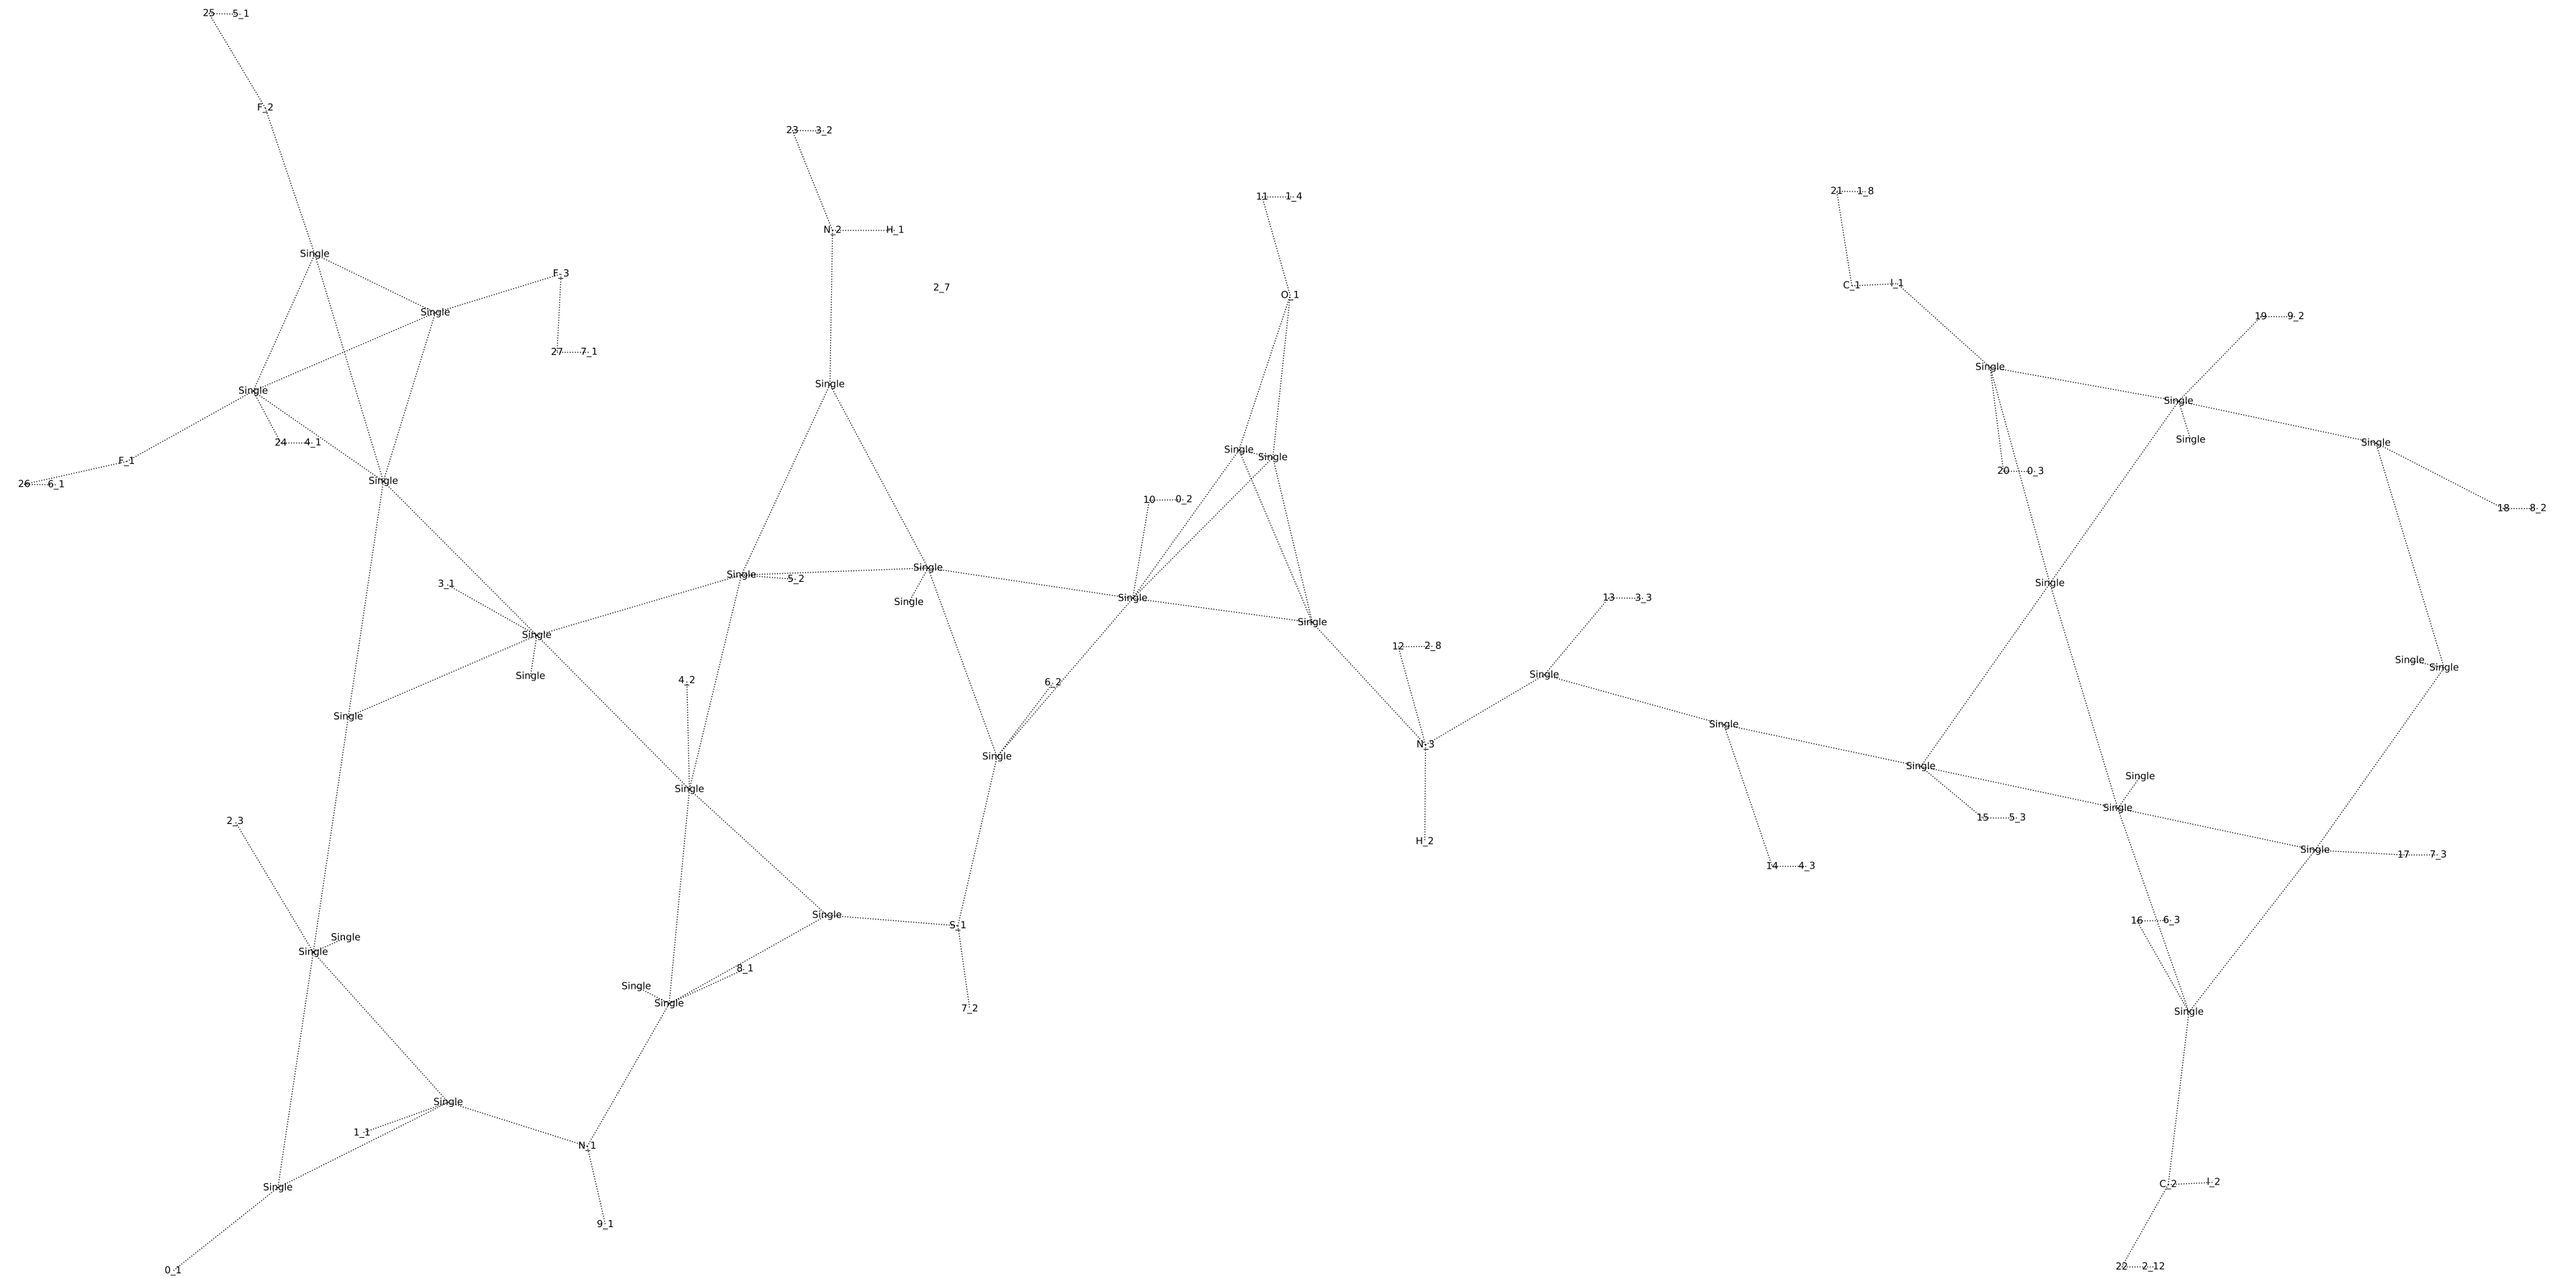 25 5_1
F_2
23 3_2
21 1_8
11 1_4
N_2 H_1
Single
F_3
2_7
O_1
C_1 I_1
Single
19 9_2
27 7_1
Single
Single
Single
Single
24 4_1
Single
Single
Single
Single
F_1
26 6_1
Single
20 0_3
10 0_2
18 8_2
3_1
Single
5_2
Single
Single
Single
Single
13 3_3
Single
Single
12 2_8
Single
Single
Single
Single
Single
4_2
6_2
Single
Single
N_3
Single
Single
Single
Single
Single
2_3
15 5_3
H_2
Single
17 7_3
14 4_3
Single
S_1
16 6_3
Single
Single
8_1
Single
Single
7_2
Single
Single
1_1
N_1
Single
C_2 I_2
9_1
0_1
22 2_12